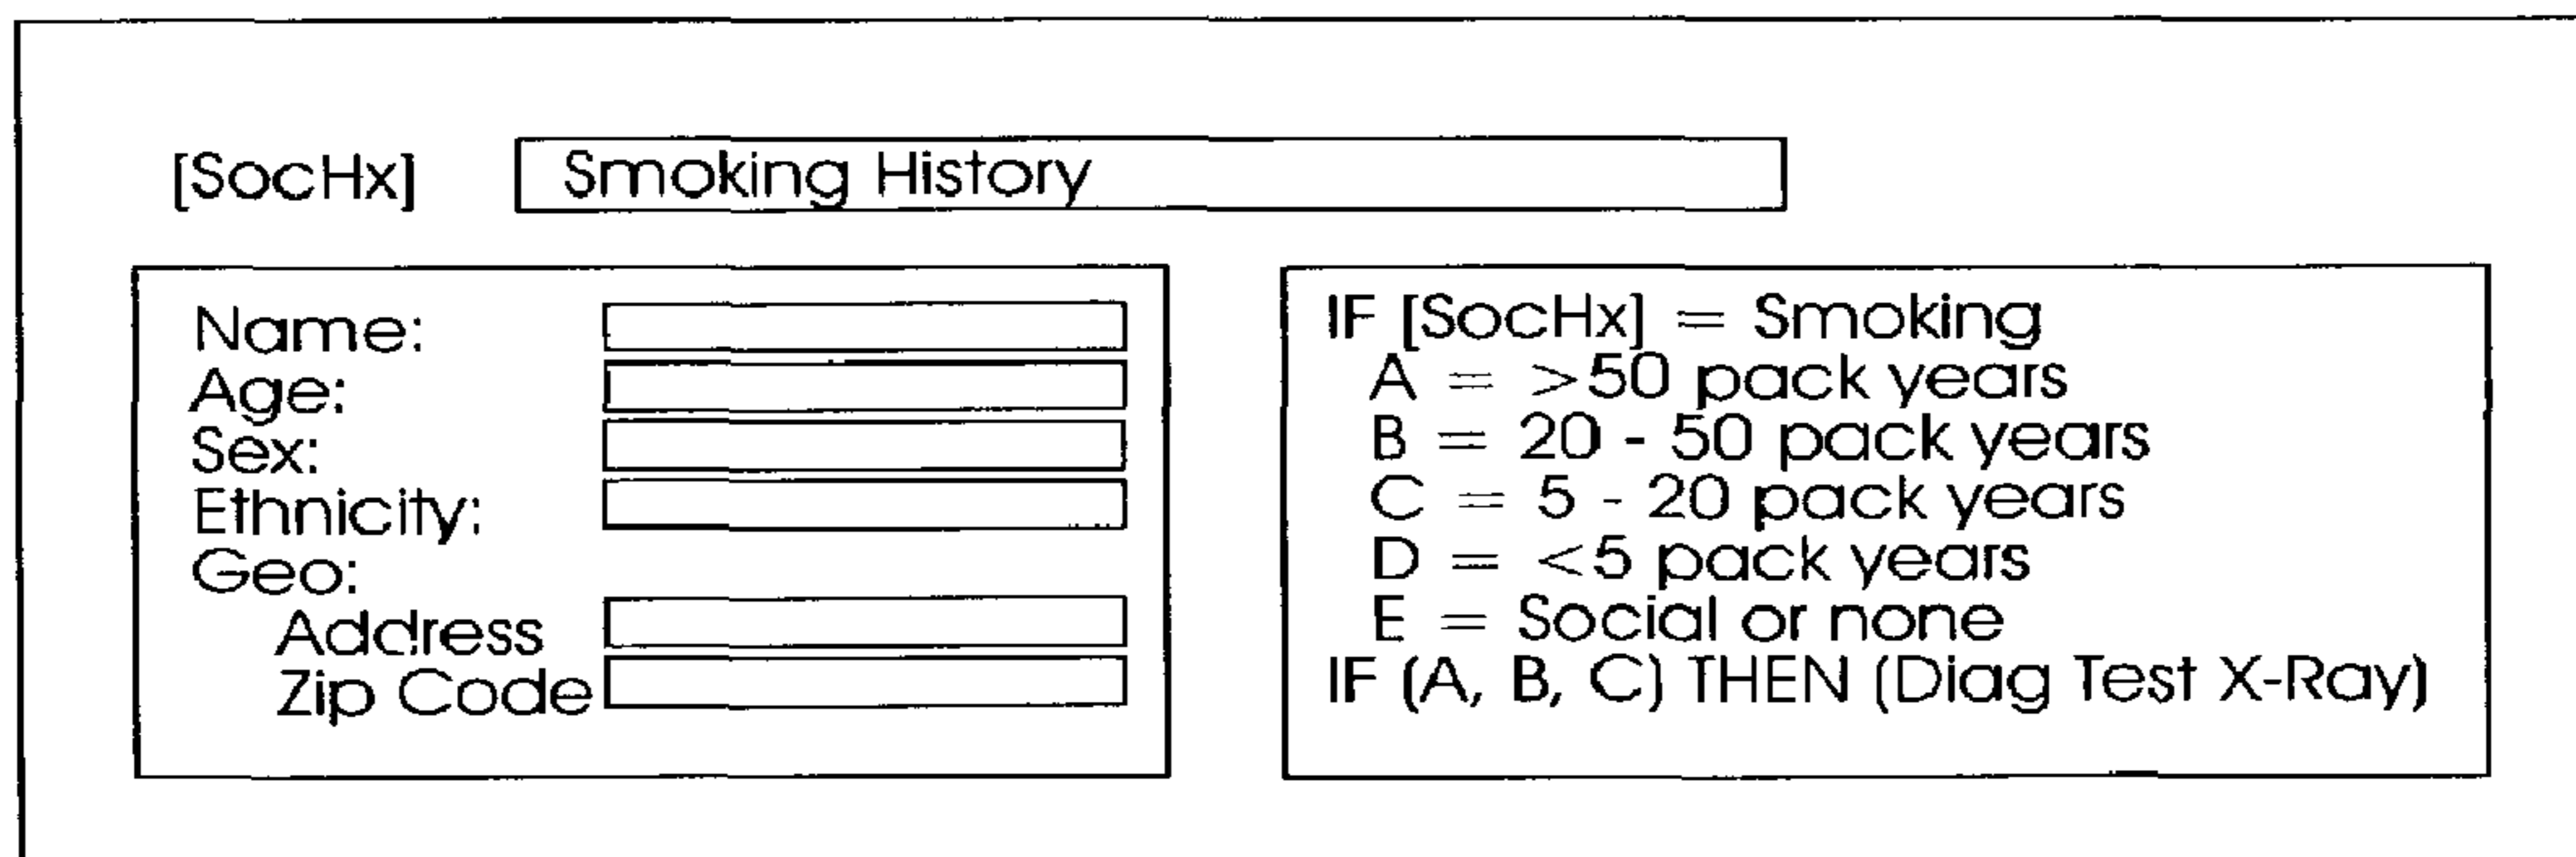 [SocHx] Smoking History
Name:
Age:
Sex:
Ethnicity:
Geo:
Address
Zip Code
IF [SocHx] = Smoking
A = >50 pack years
B = 20 - 50 pack years
C = 5 - 20 pack years
D = <5 pack years
E = Social or none
IF (A, B, C) THEN (Diag Test X-Ray)